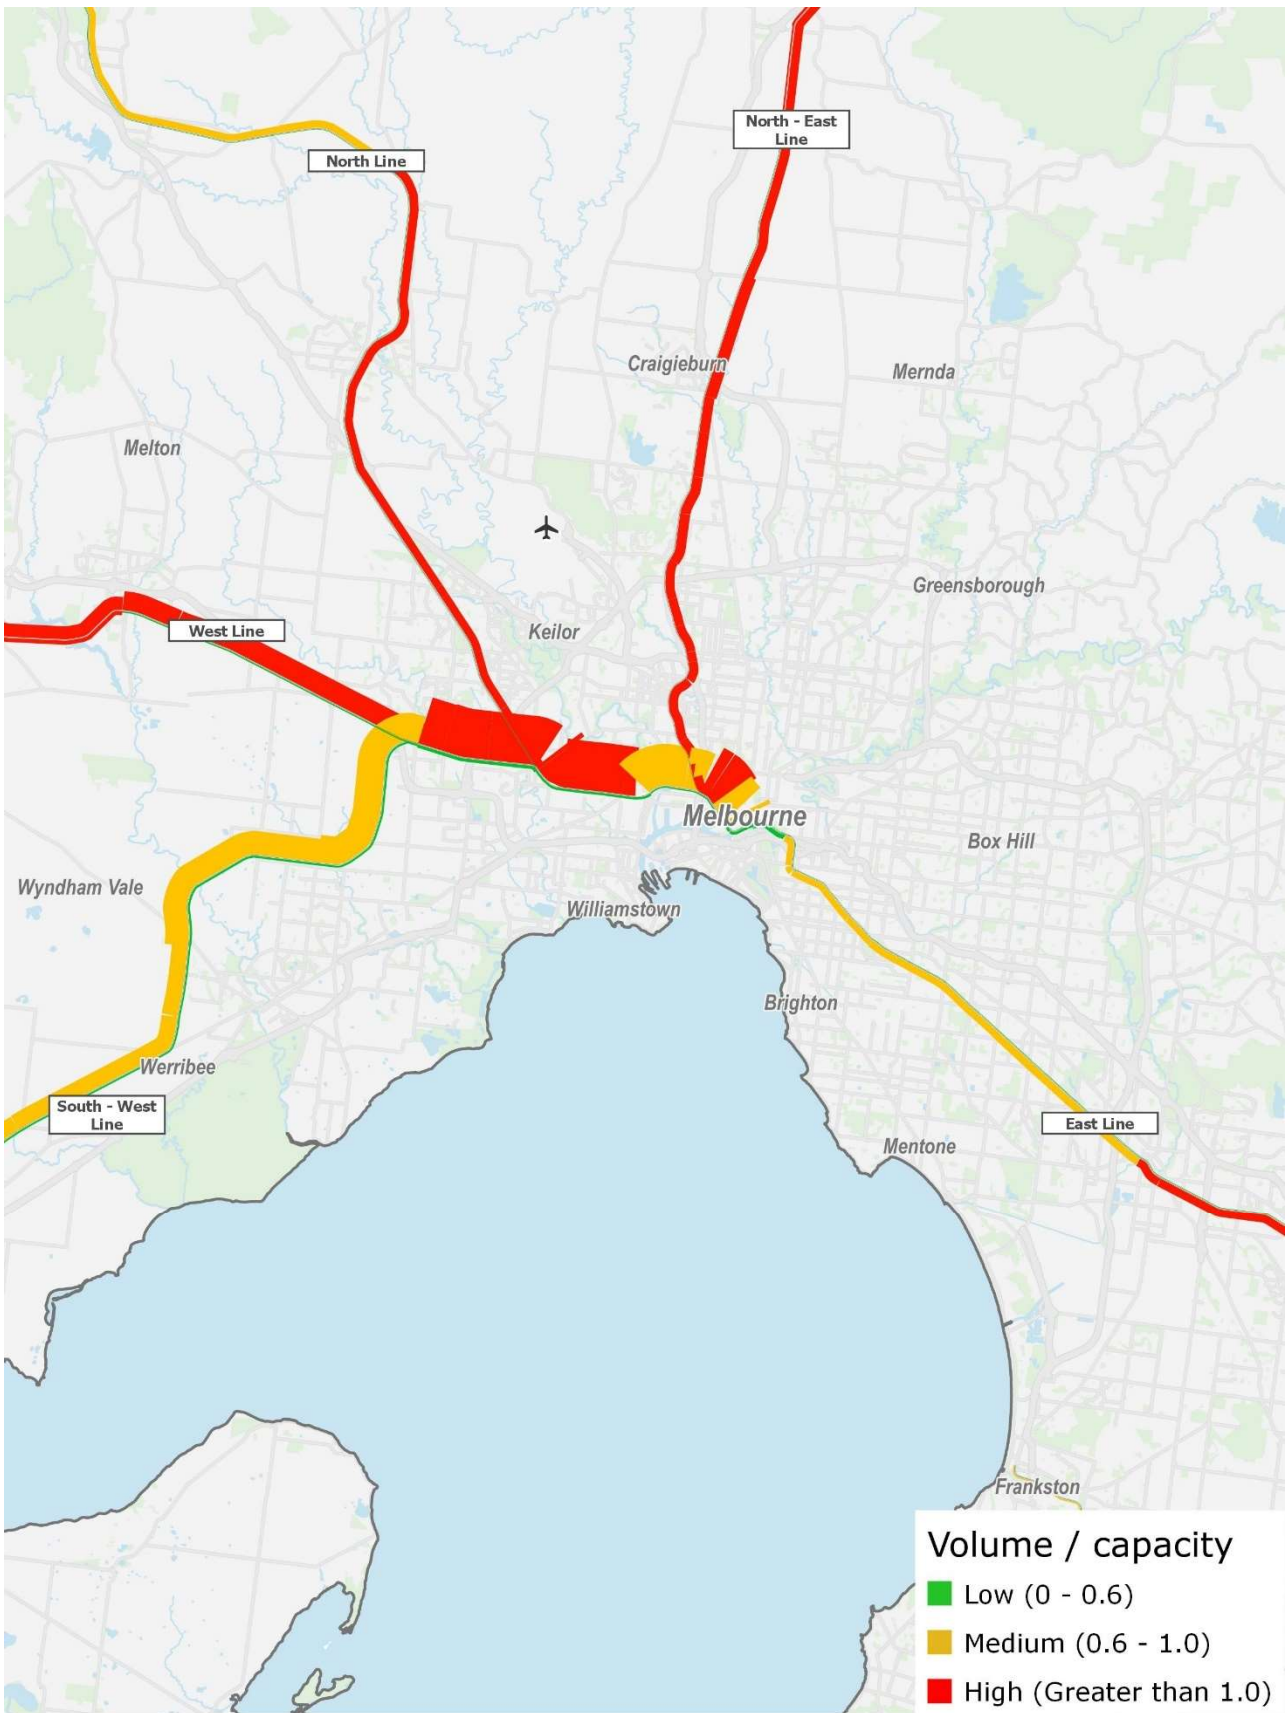 North - East
Line
North Line
Craigieburn
Mernda
Melton
Greensborough
West Line
Keilor
Melbourne
Box Hill
Wyndham Vale
Williamstown
Brighton
Werribee
South - West
Line
East Line
Mentone
Frankston
Volume / capacity
Low (0 - 0.6)
Medium (0.6 - 1.0)
High (Greater than 1.0)